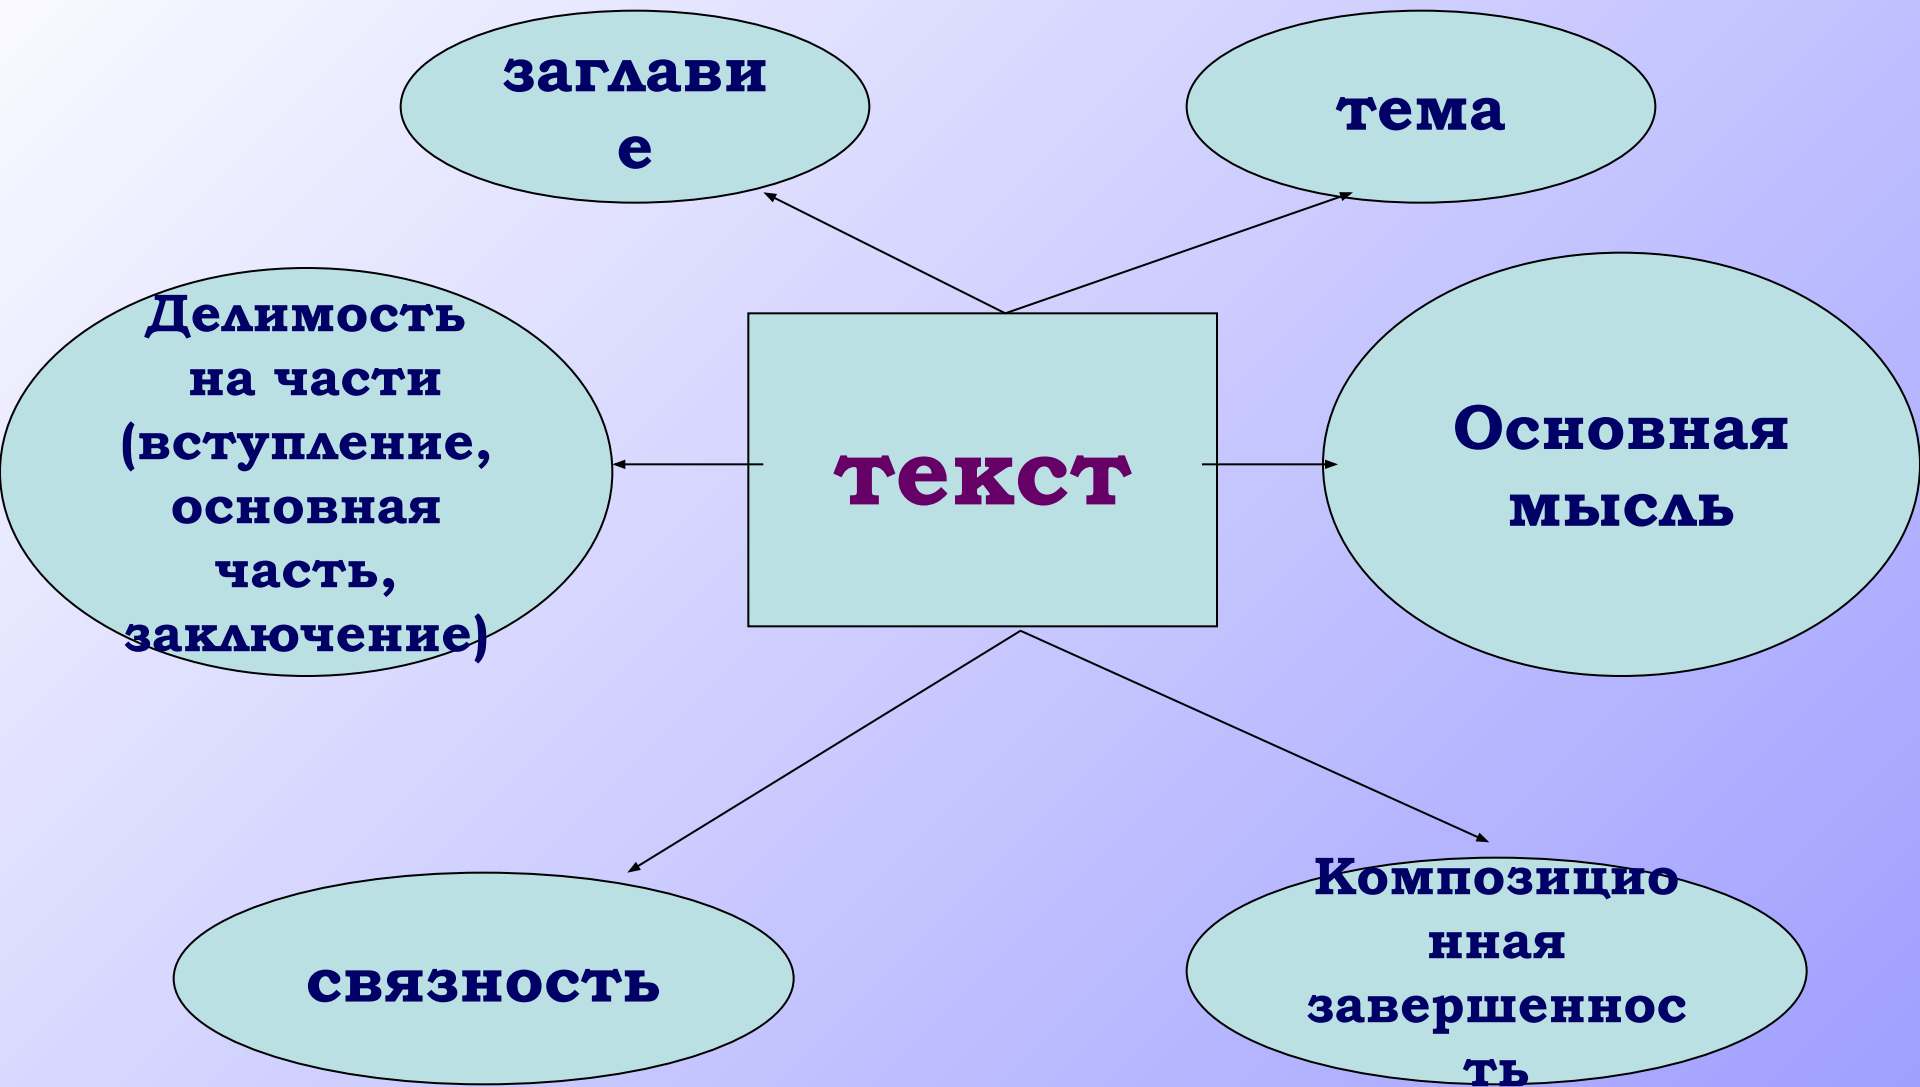 заглави
е
тема
Делимость
на части
(вступление,
основная
часть,
заключение)
текст
Основная
мысль
связность
Композицио
нная
завершеннос
ть